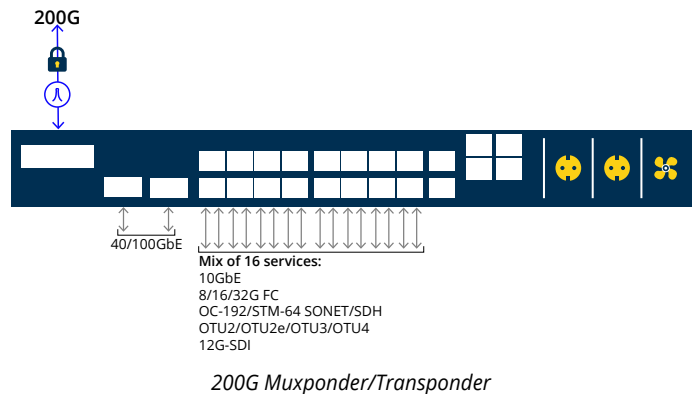 200G
40/100GbE
Mix of 16 services:
10GbE
8/16/32G FC
OC-192/STM-64 SONET/SDH
OTU2/OTU2e/OTU3/OTU4
12G-SDI
200G Muxponder/Transponder